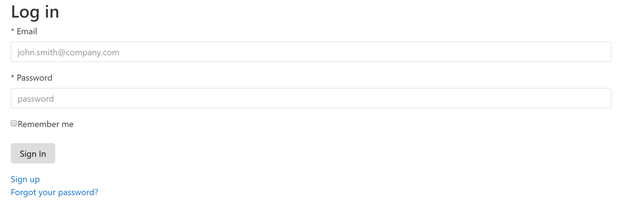 Log in
* Email
john.smith@company.com
* Password
password
Remember me
Sign In
Sign up
Forgot your password?